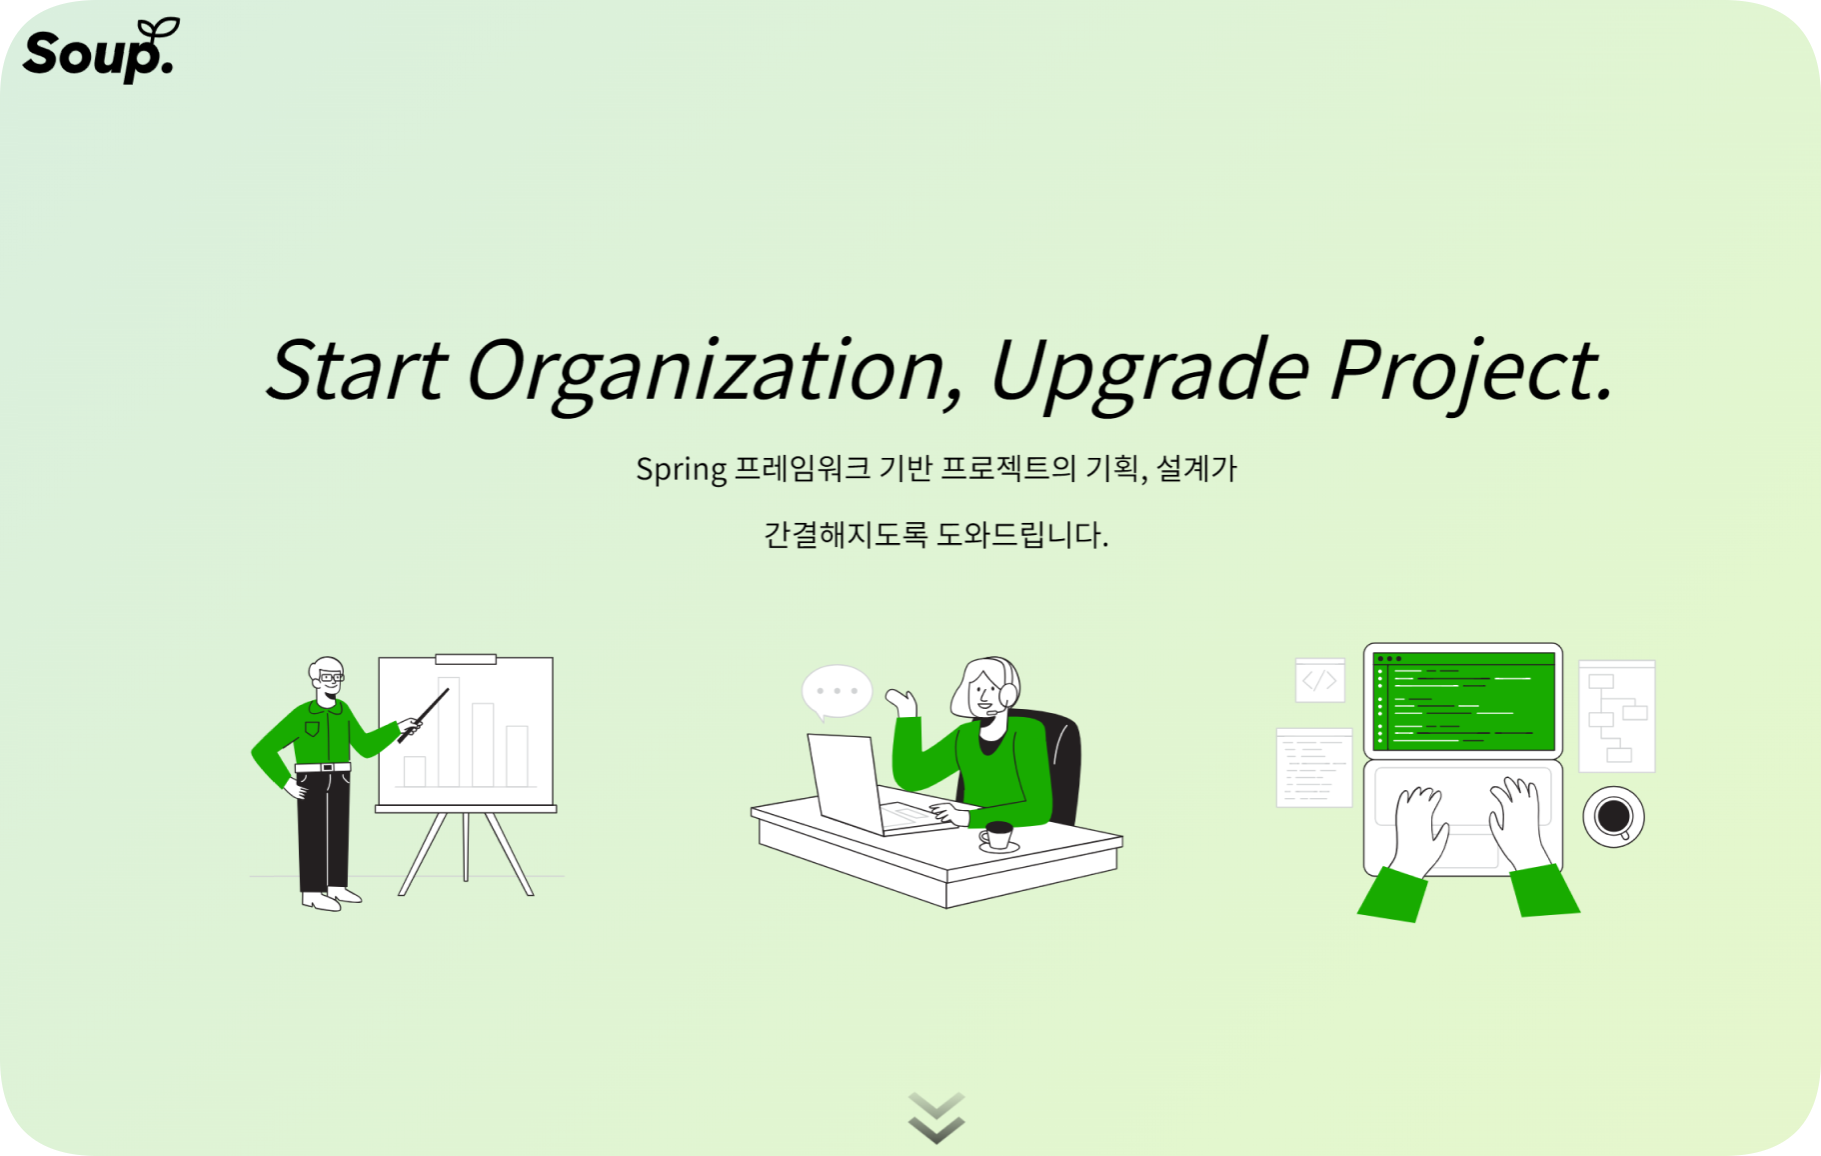 Soup.
Start Organization, Upgrade Project.
Spring 프레임워크 기반 프로젝트의 기획, 설계가
간결해지도록 도와드립니다.
</>